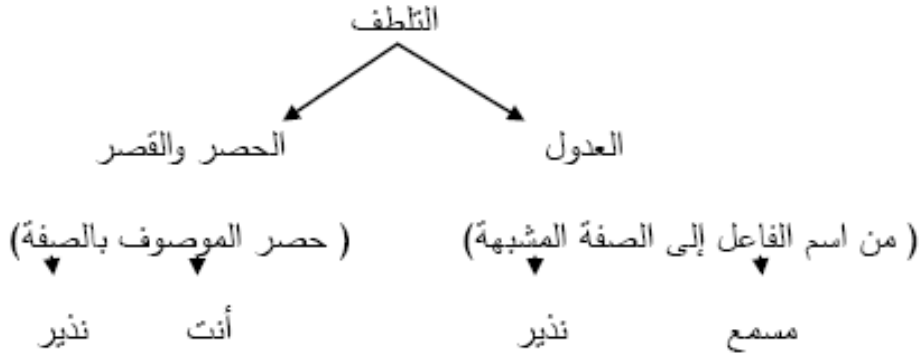 التلطف
العدول الحصر والقصر
( من اسم الفاعل إلى الصفة المشبهة) ( حصر الموصوف بالصفة)
مسمع نذير أنت نذير